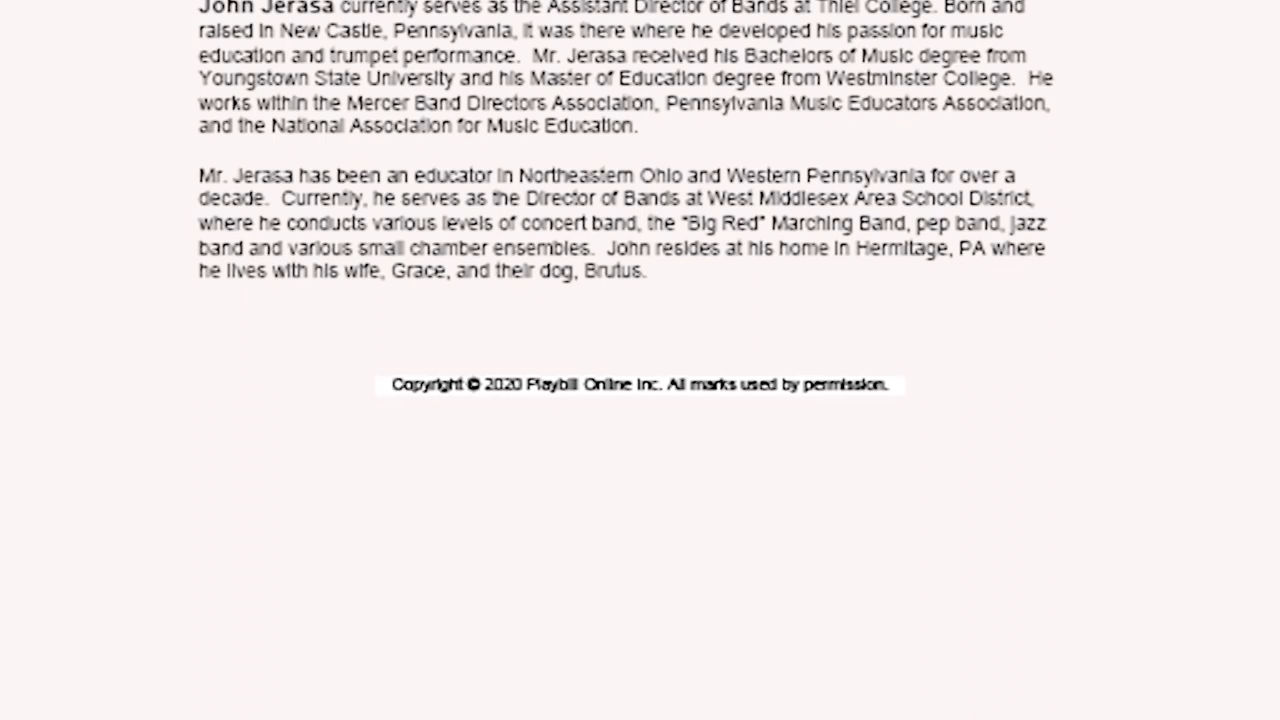 John Jerasa currently serves as the Assistant Director of Bands at Thiel College. Born and
raised in New Castle, Pennsylvania, it was there where he developed his passion for music
education and trumpet performance.  Mr. Jerasa received his Bachelors of Music degree from
Youngstown State University and his Master of Education degree from Westminster College.  He
works within the Mercer Band Directors Association, Pennsylvania Music Educators Association,
and the National Association for Music Education.
Mr. Jerasa has been an educator in Northeastern Ohio and Western Pennsylvania for over a
decade.  Currently, he serves as the Director of Bands at West Middlesex Area School District,
where he conducts various levels of concert band, the "Big Red" Marching Band, pep band, jazz
band and various small chamber ensembles.  John resides at his home in Hermitage, PA where
he lives with his wife, Grace, and their dog, Brutus.
Copyright © 2020 Playbill Online Inc. All marks used by permission.